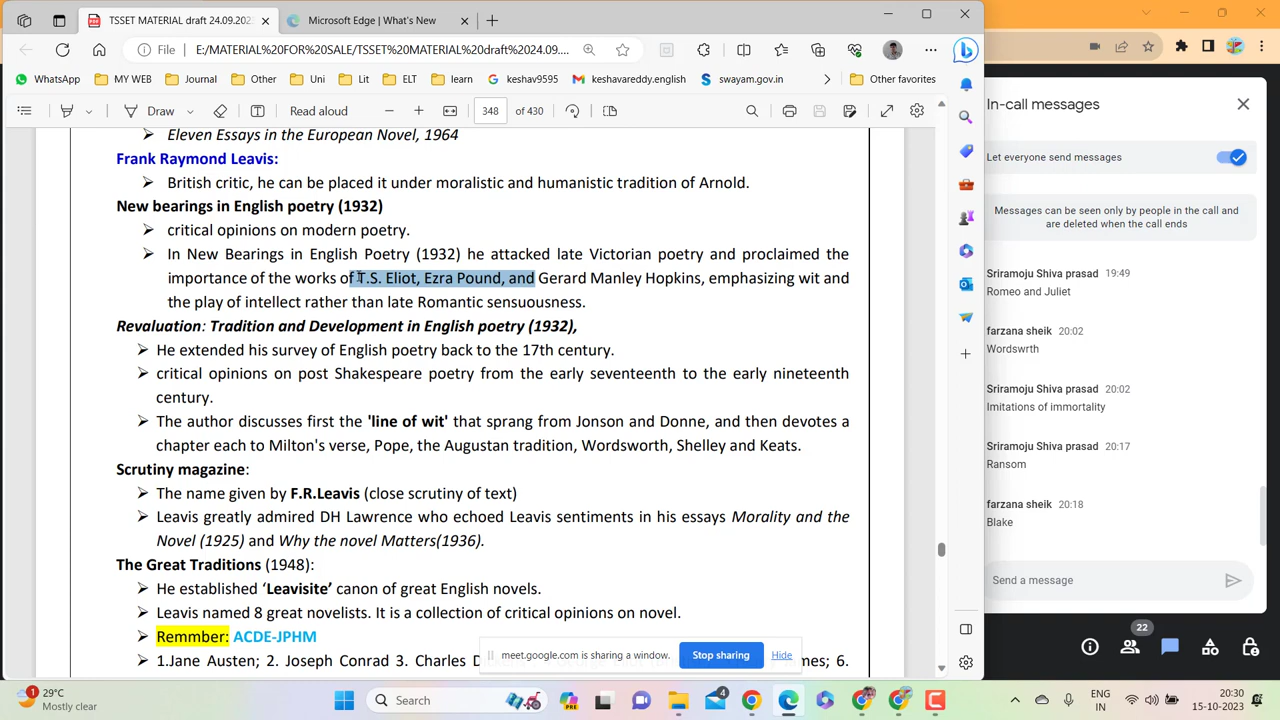 TSSET MATERIAL draft 24.09.202
Microsoft Edge | What's New
File
E:/MATERIAL%20FOR%20SALE/TSSET%20MATERIAL%20draft%2024.09....
WhatsApp
MY WEB
Journal
Other
Uni
Lit
ELT
learn
keshav9595
keshavareddy.english
swayam.gov.in
Other favorites
Draw
Read aloud
348
of 430
Eleven Essays in the European Novel, 1964
Frank Raymond Leavis:
British critic, he can be placed it under moralistic and humanistic tradition of Arnold.
New bearings in English poetry (1932)
critical opinions on modern poetry.
In New Bearings in English Poetry (1932) he attacked late Victorian poetry and proclaimed the
importance of the works of T.S. Eliot, Ezra Pound, and Gerard Manley Hopkins, emphasizing wit and
the play of intellect rather than late Romantic sensuousness.
Revaluation: Tradition and Development in English poetry (1932),
He extended his survey of English poetry back to the 17th century.
critical opinions on post Shakespeare poetry from the early seventeenth to the early nineteenth
century.
The author discusses first the 'line of wit' that sprang from Jonson and Donne, and then devotes a
chapter each to Milton's verse, Pope, the Augustan tradition, Wordsworth, Shelley and Keats.
Scrutiny magazine:
The name given by F.R.Leavis (close scrutiny of text)
Leavis greatly admired DH Lawrence who echoed Leavis sentiments in his essays Morality and the
Novel (1925) and Why the novel Matters(1936).
The Great Traditions (1948):
He established ‘Leavisite’ canon of great English novels.
Leavis named 8 great novelists. It is a collection of critical opinions on novel.
Remmber: ACDE-JPHM
1.Jane Austen; 2. Joseph Conrad 3. Charles D
mes; 6.
meet.google.com is sharing a window.
Stop sharing
Hide
In-call messages
Let everyone send messages
Messages can be seen only by people in the call and
are deleted when the call ends
Sriramoju Shiva prasad 19:49
Romeo and Juliet
farzana sheik 20:02
Wordswrth
Sriramoju Shiva prasad 20:02
Imitations of immortality
Sriramoju Shiva prasad 20:17
Ransom
farzana sheik 20:18
Blake
Send a message
22
1
29°C
Mostly clear
Search
PRE
4
ENG
IN
20:30
15-10-2023